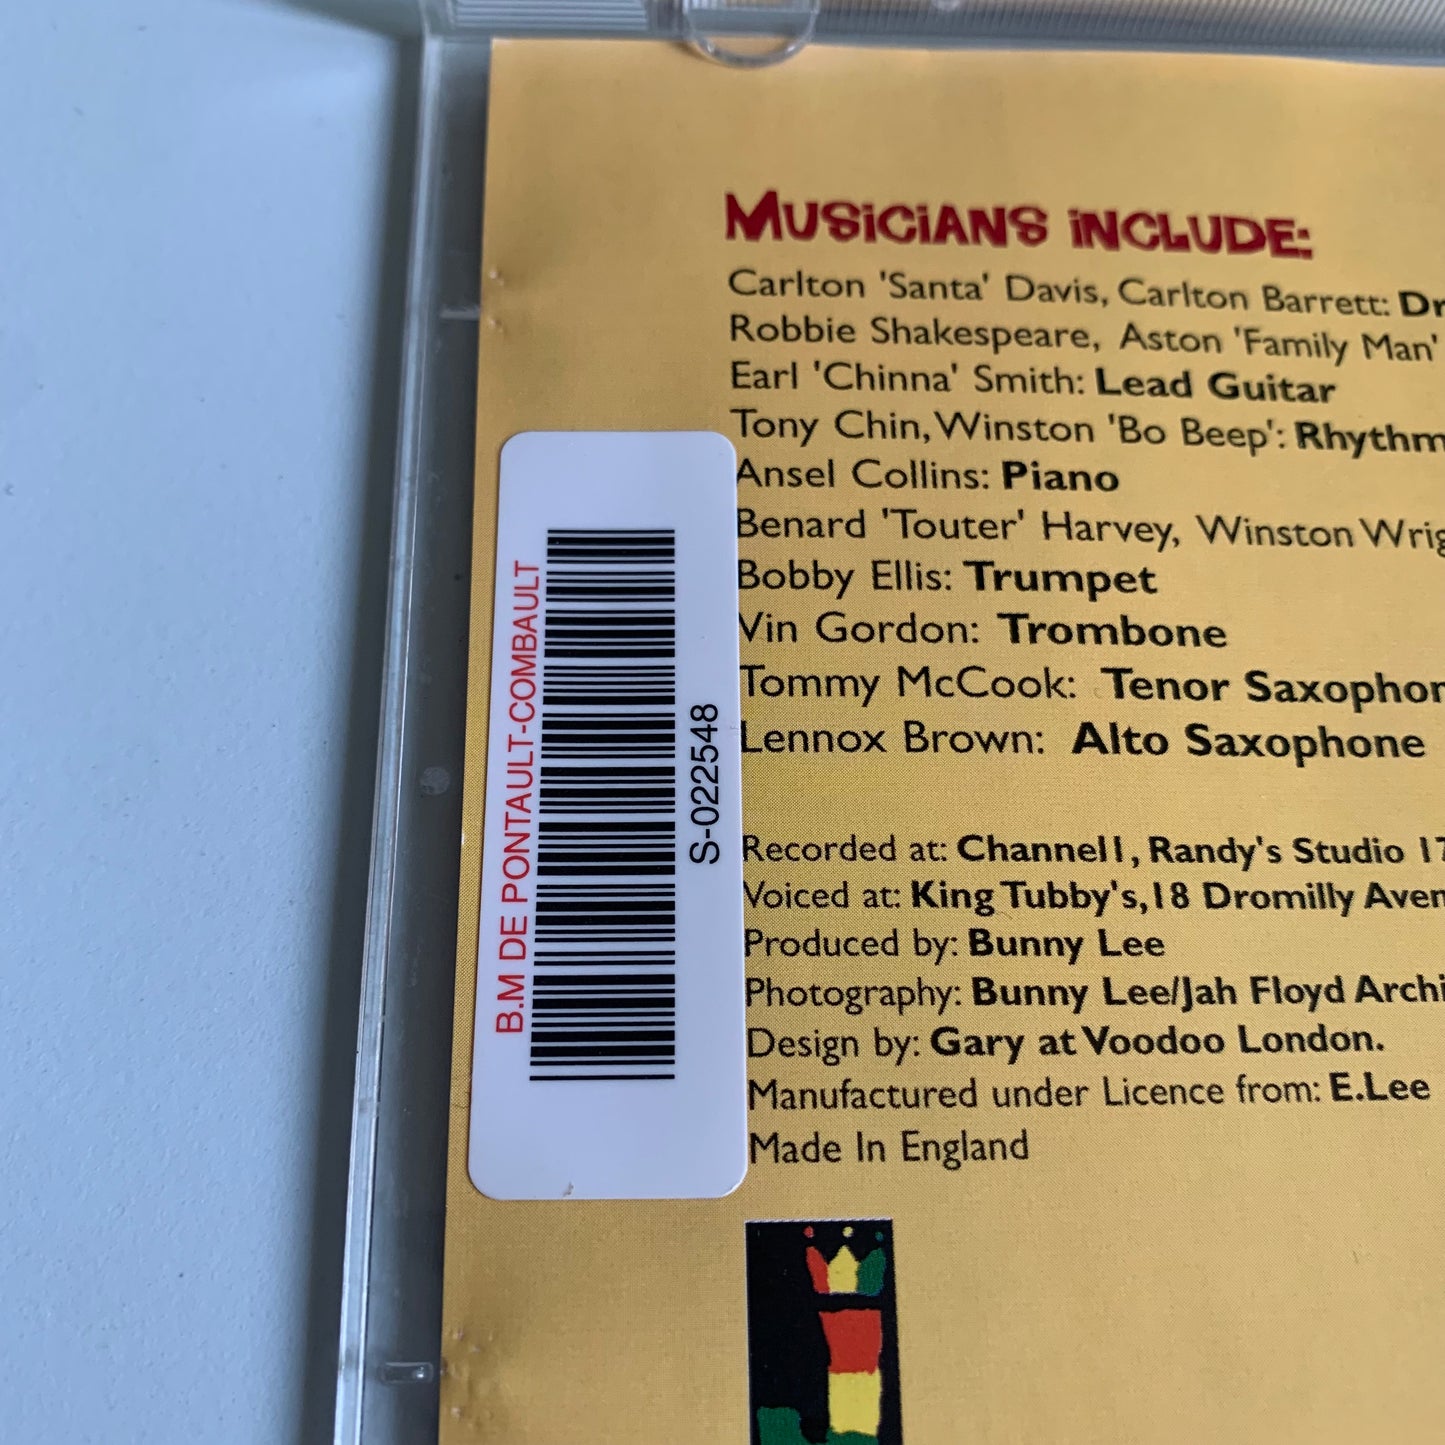 MUSiCiANS iNCLUDE:
Carlton 'Santa' Davis, Carlton Barrett:
Robbie Shakespeare, Aston 'Family Man'
Earl 'Chinna' Smith: Lead Guitar
Tony Chin, Winston 'Bo Beep': Rhythm
Ansel Collins: Piano
Benard 'Touter' Harvey, Winston
Bobby Ellis: Trumpet
Vin Gordon: Trombone
Tommy McCook: Tenor
Lennox Brown: Alto Saxophone
Recorded at: Channel1, Randy's Studio 17
Voiced at: King Tubby's,18 Dromilly
Produced by: Bunny Lee
Photography: Bunny Lee/Jah Floyd
Design by: Gary at Voodoo London.
Manufactured under Licence from: E.Lee
Made In England
B.M DE PONTAULT-COMBAULT
S-022548